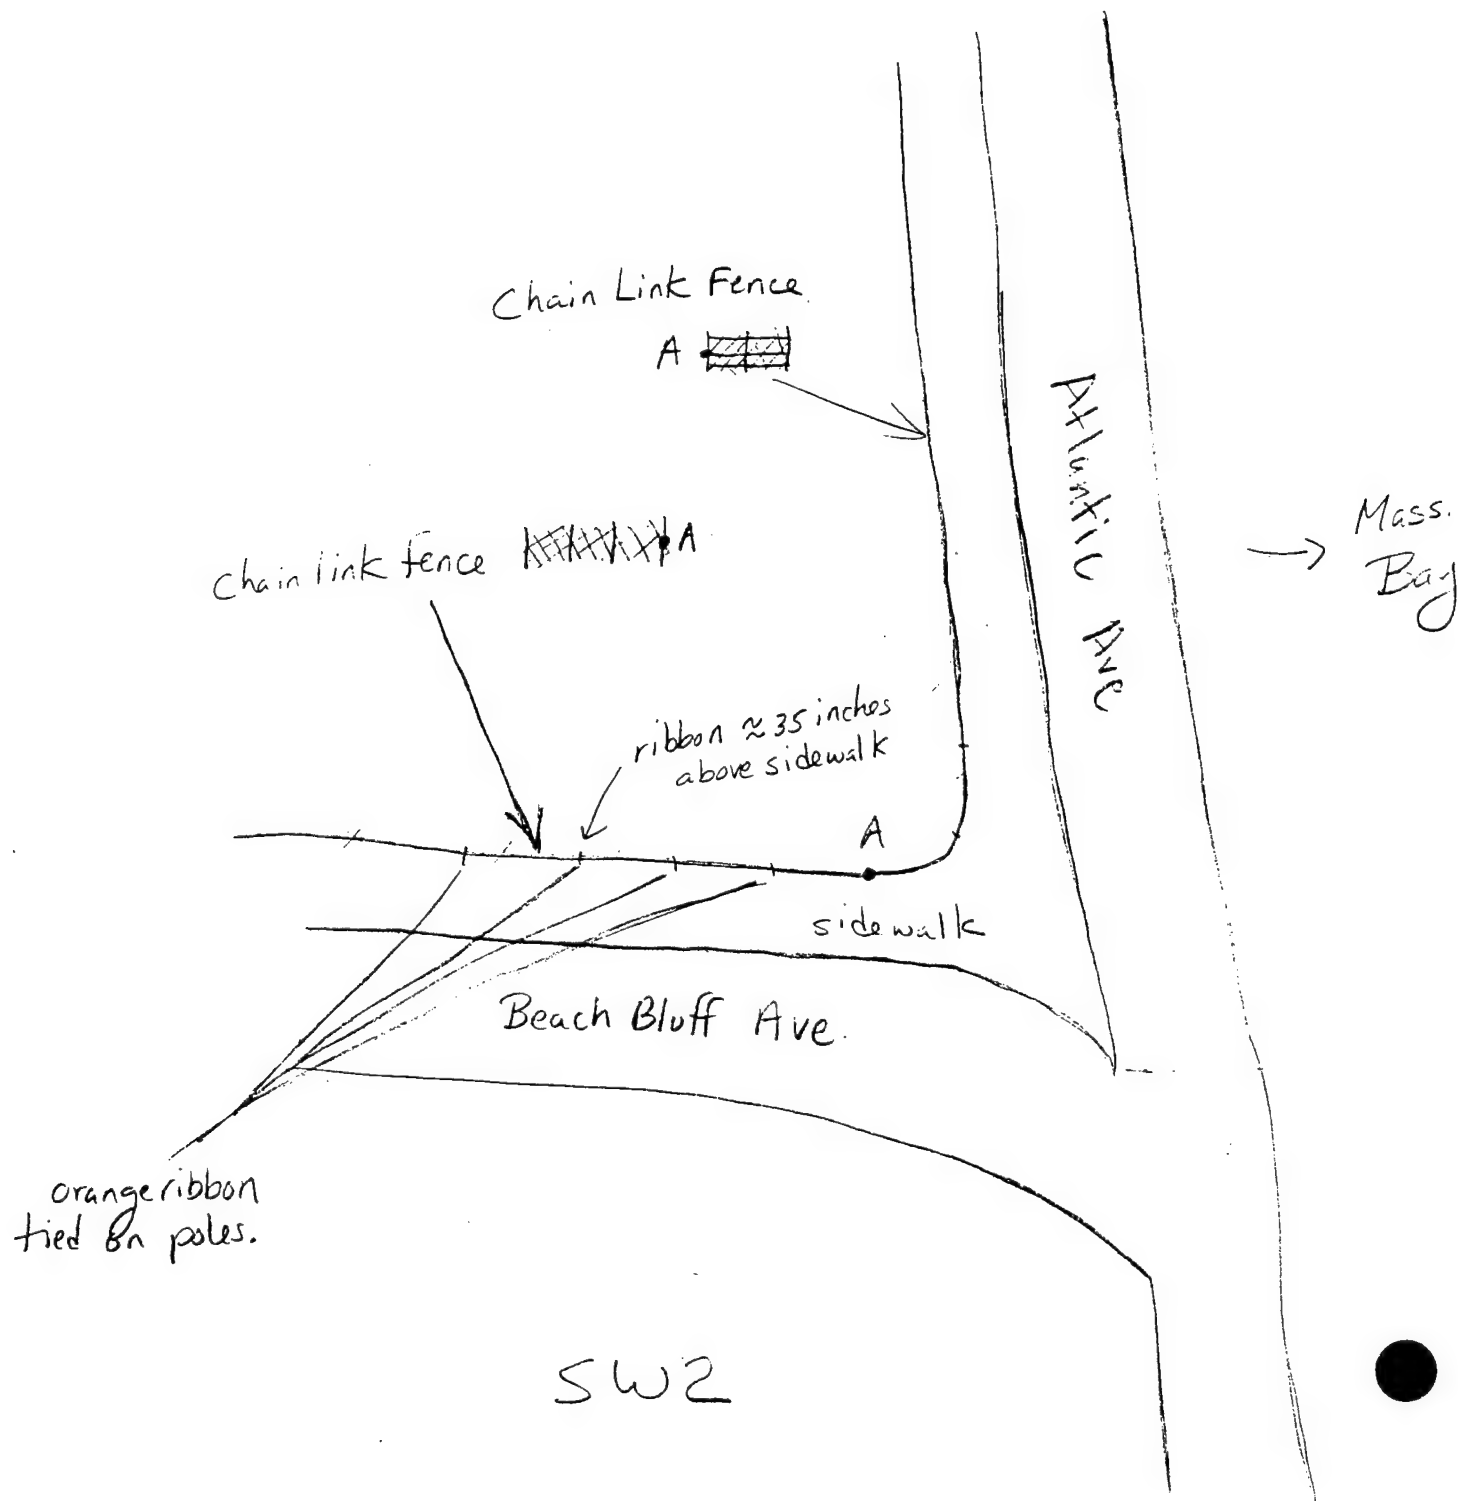 Chain Link Fence
A
Atlantic Ave
Mass.
Bay
Chain link fence
A
ribbon ≈ 35 inches
above sidewalk
A
sidewalk
Beach Bluff Ave.
orange ribbon
tied on poles.
SW2